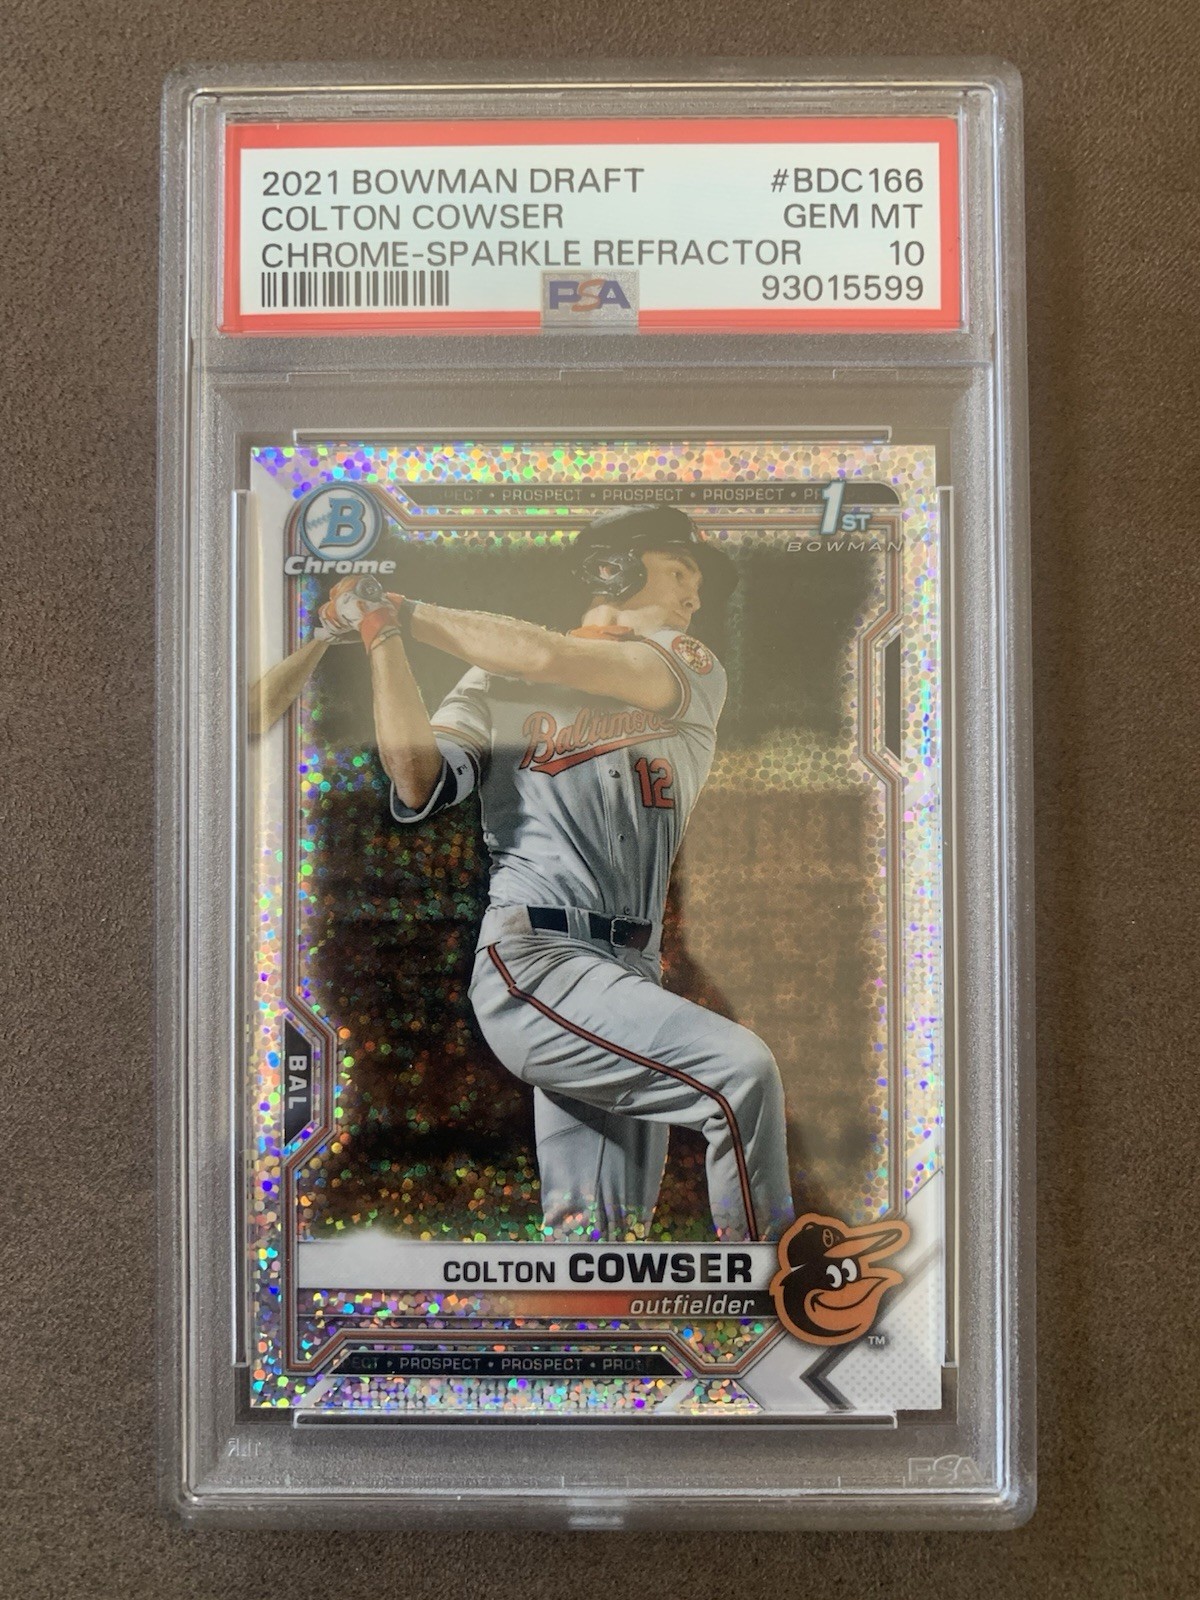 2021 BOWMAN DRAFT #BDC166
COLTON COWSER GEM MT
CHROME-SPARKLE REFRACTOR 10
PSA 93015599
PROSPECT • PROSPECT • PROSPECT
B
Chrome
1ST
BOWMAN
Baltimore
12
BAL
COLTON COWSER
outfielder
TM
PROSPECT • PROSPECT
PSA